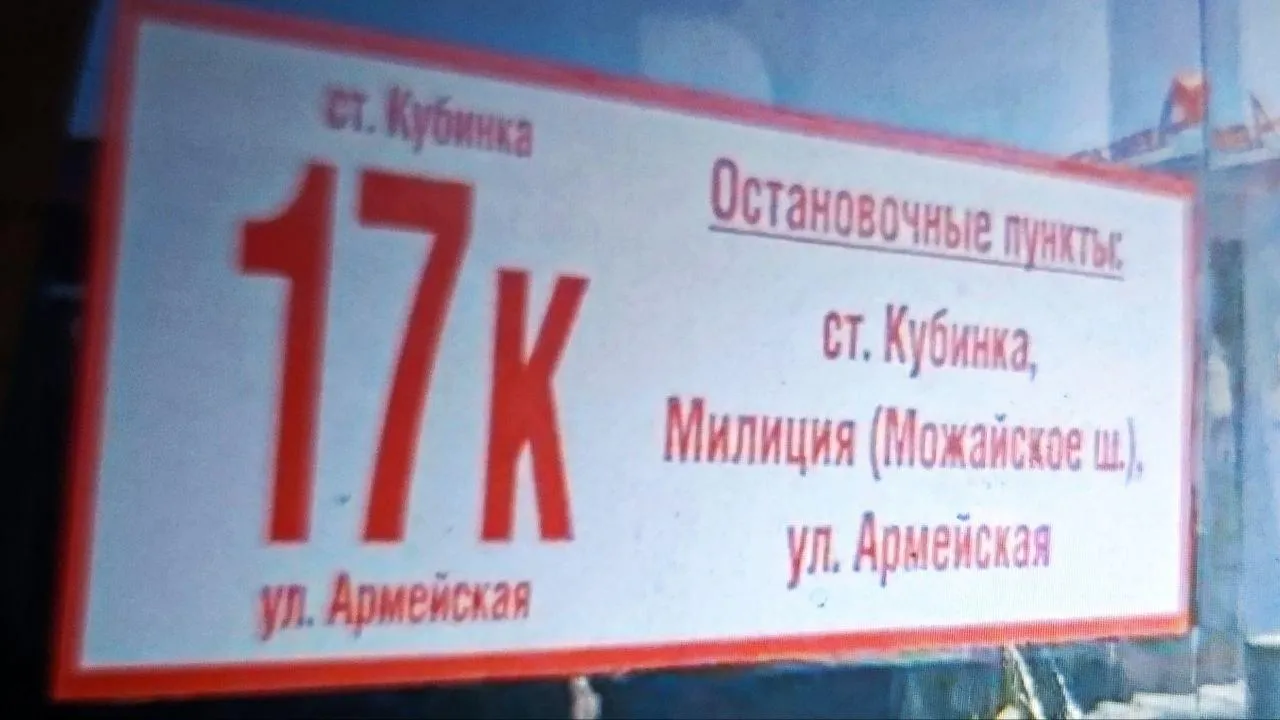 ст. Кубинка
17К
ул. Армейская
Остановочные пункты:
ст. Кубинка,
Милиция (Можайское ш.),
ул. Армейская